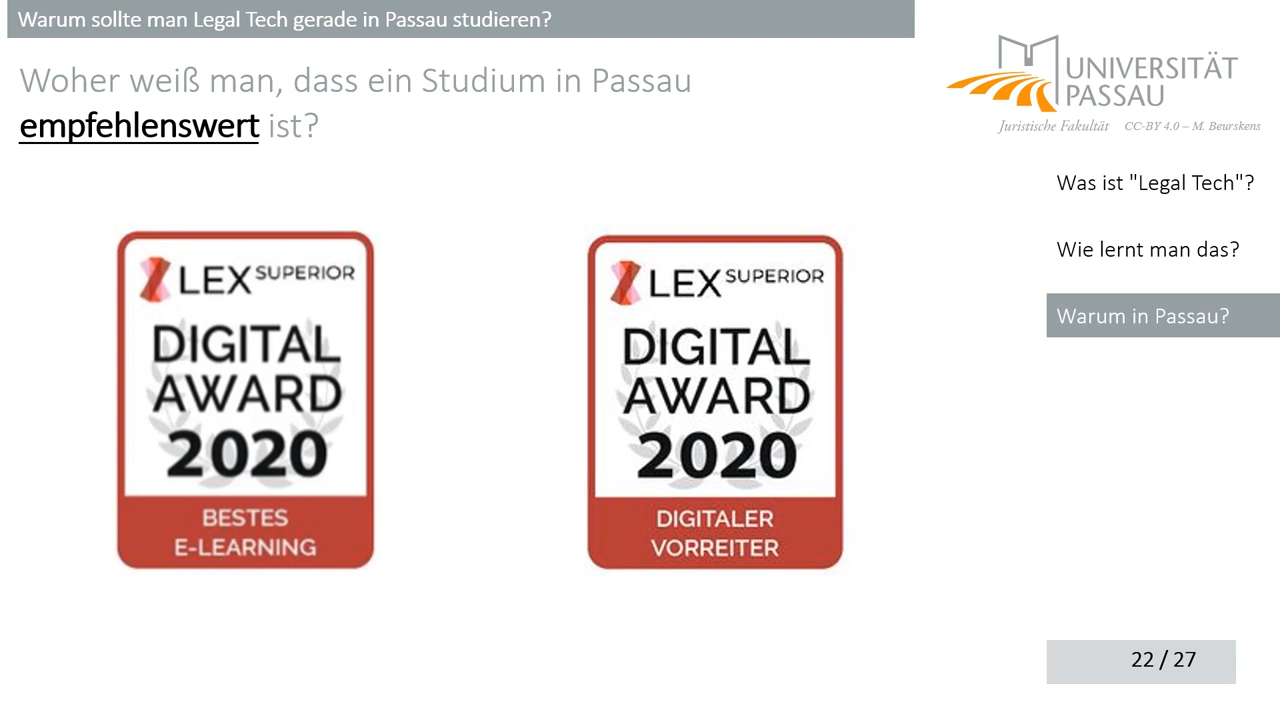 Warum sollte man Legal Tech gerade in Passau studieren?
Woher weiß man, dass ein Studium in Passau
empfehlenswert ist?
UNIVERSITÄT
PASSAU
Juristische Fakultät CC-BY 4.0 – M. Beurskens
Was ist "Legal Tech"?
Wie lernt man das?
Warum in Passau?
LEX SUPERIOR
DIGITAL
AWARD
2020
BESTES
E-LEARNING
LEX SUPERIOR
DIGITAL
AWARD
2020
DIGITALER
VORREITER
22 / 27